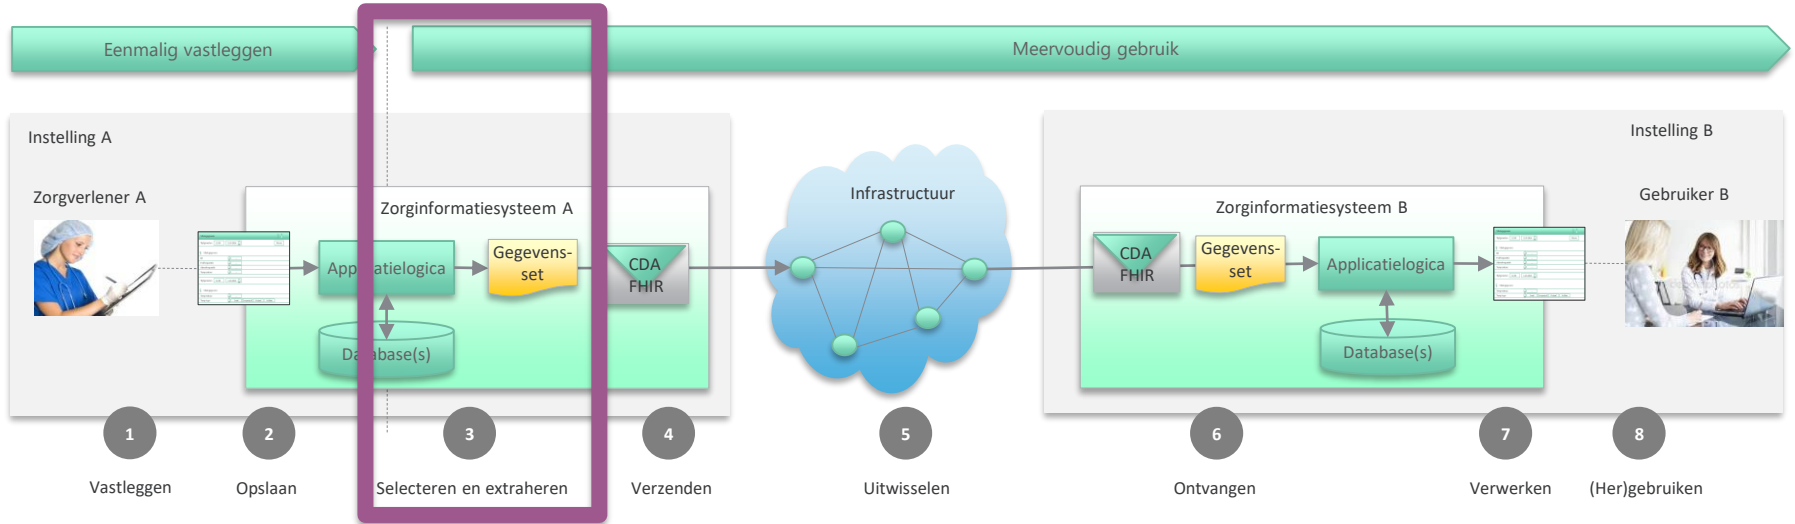 Eenmalig vastleggen
Meervoudig gebruik
Instelling A
Instelling B
Zorgverlener A
Zorginformatiesysteem A
Infrastructuur
Zorginformatiesysteem B
Gebruiker B
Applicatielogica
Gegevens-
set
CDA
FHIR
Database(s)
CDA
FHIR
Gegevens-
set
Applicatielogica
Database(s)
1
2
3
4
5
6
7
8
Vastleggen
Opslaan
Selecteren en extraheren
Verzenden
Uitwisselen
Ontvangen
Verwerken
(Her)gebruiken